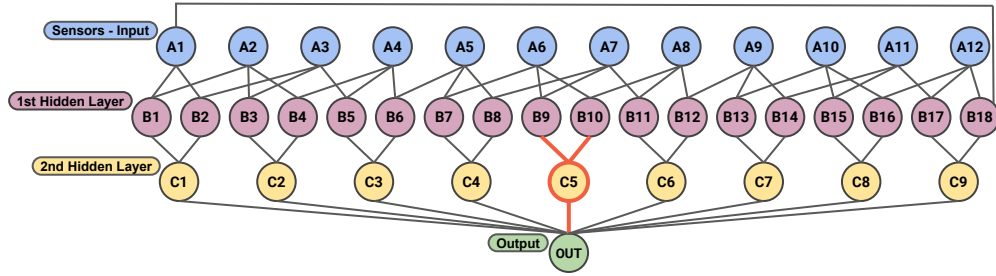 Sensors - Input
A1 A2 A3 A4 A5 A6 A7 A8 A9 A10 A11 A12
1st Hidden Layer
B1 B2 B3 B4 B5 B6 B7 B8 B9 B10 B11 B12 B13 B14 B15 B16 B17 B18
2nd Hidden Layer
C1 C2 C3 C4 C5 C6 C7 C8 C9
Output
OUT